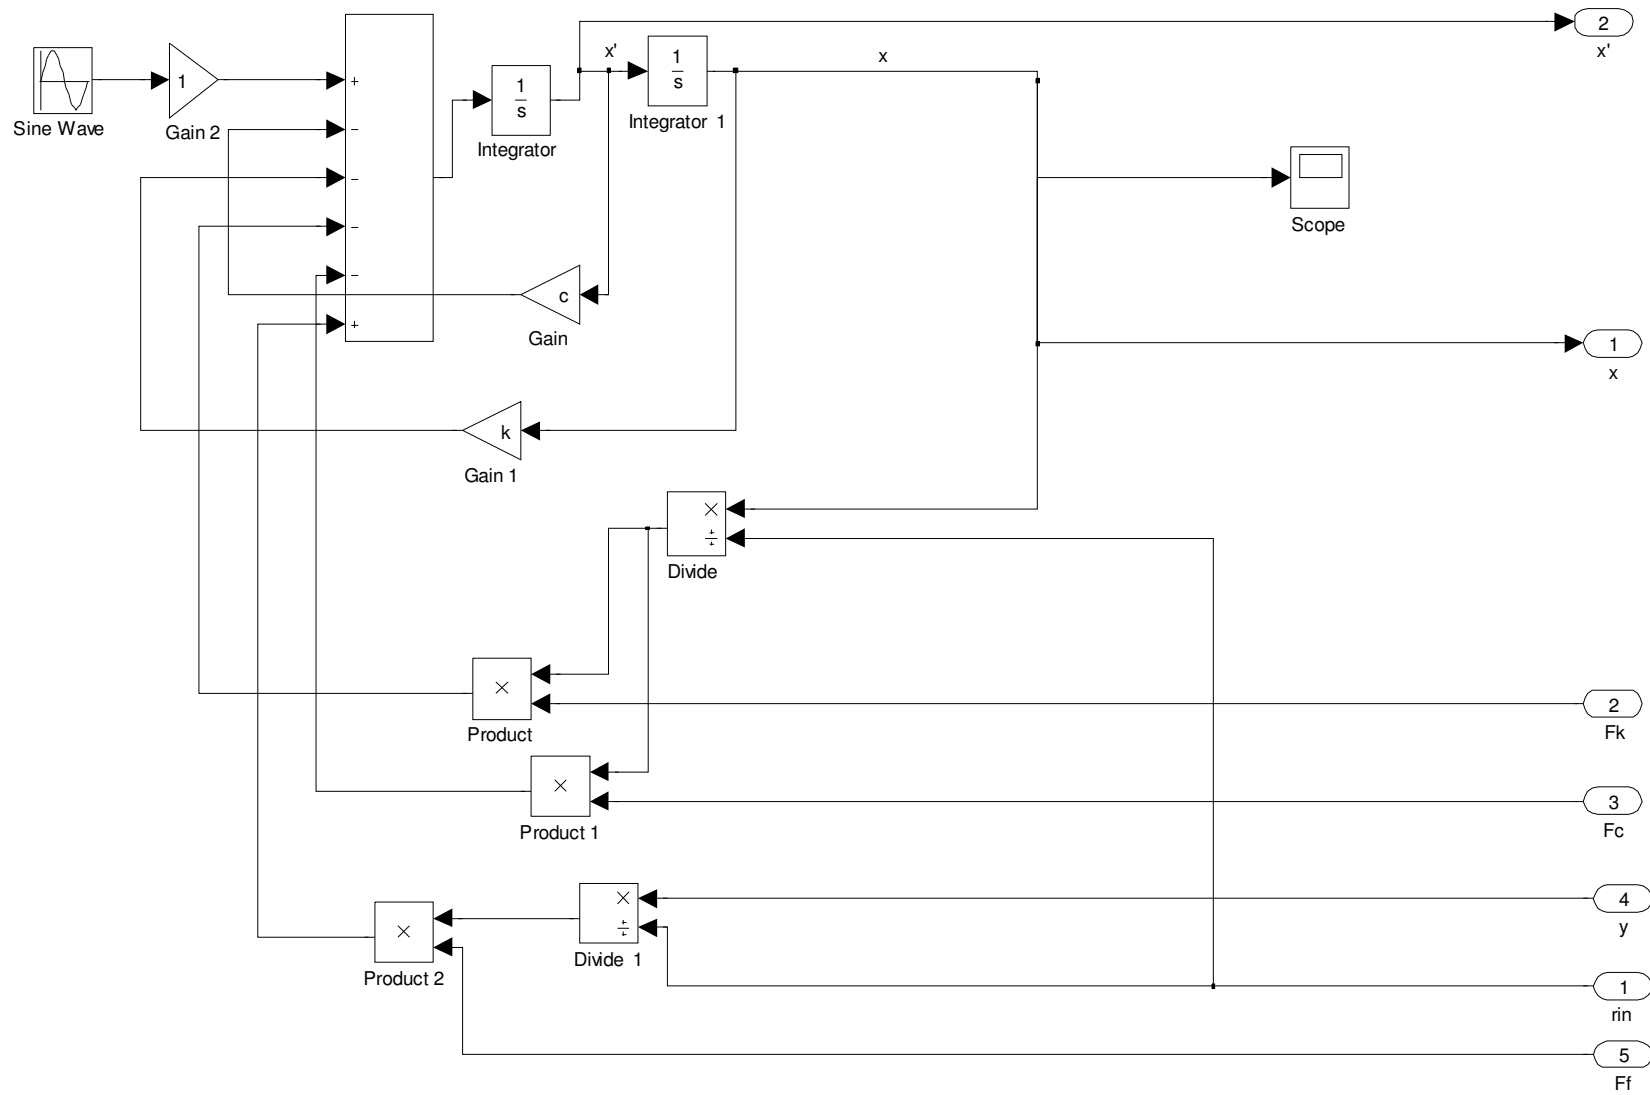 2
x'
x'
1
s
x
1
s
1
+
Sine Wave
Gain 2
Integrator 1
−
Integrator
−
−
Scope
−
c
+
Gain
1
x
k
Gain 1
×
÷
Divide
×
2
Product
Fk
×
3
Product 1
Fc
×
4
÷
×
y
Divide 1
Product 2
1
rin
5
Ff